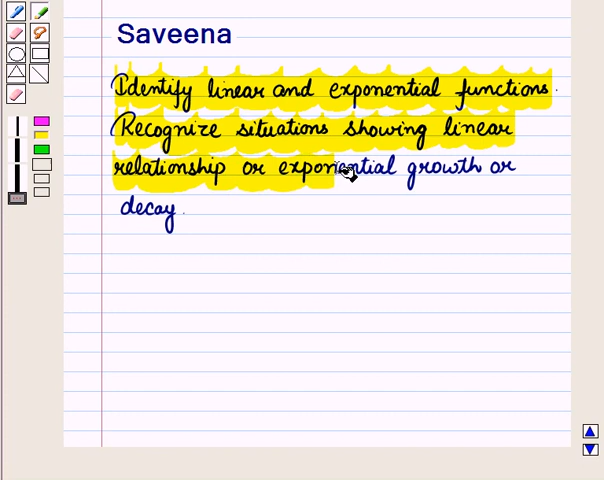 Saveena
Identify linear and exponential functions.
Recognize situations showing linear
relationship or exponential growth or
decay.